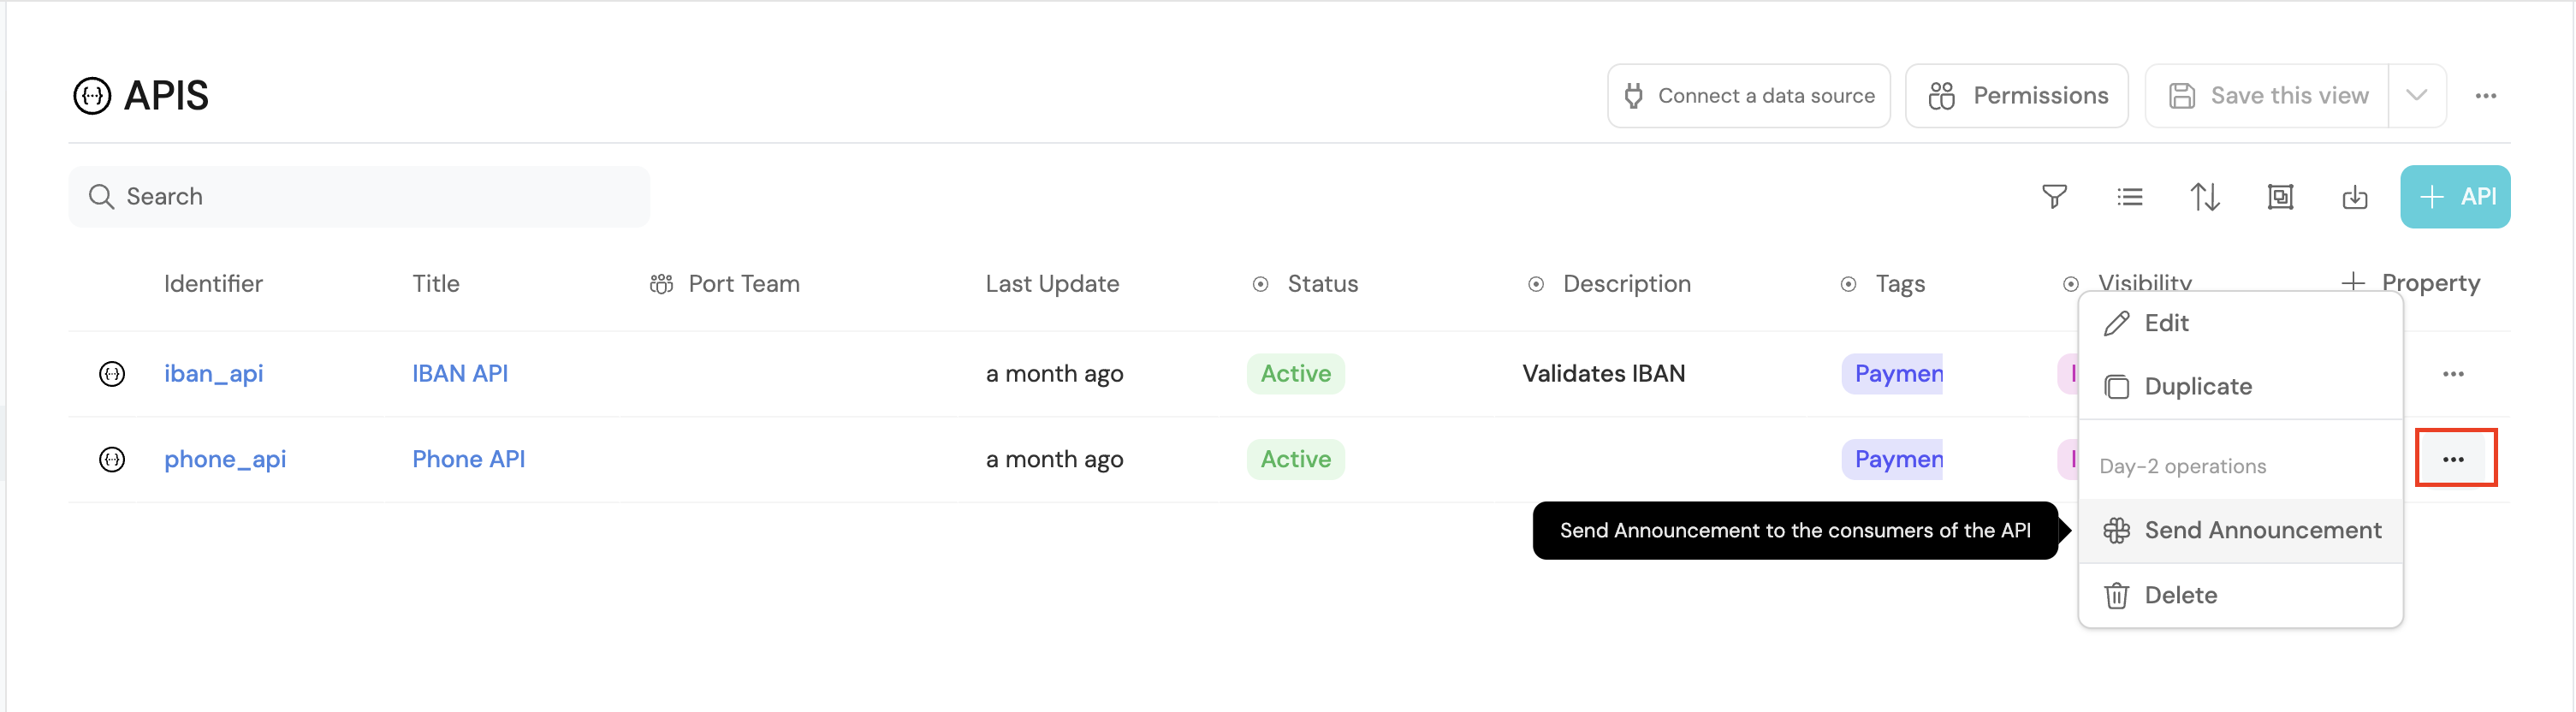 APIS
Connect a data source
Permissions
Save this view
Search
API
Identifier Title Port Team Last Update Status Description Tags Visibility Property
iban_api IBAN API a month ago Active Validates IBAN Paymen
phone_api Phone API a month ago Active Paymen
Edit
Duplicate
Day-2 operations
Send Announcement
Send Announcement to the consumers of the API
Delete